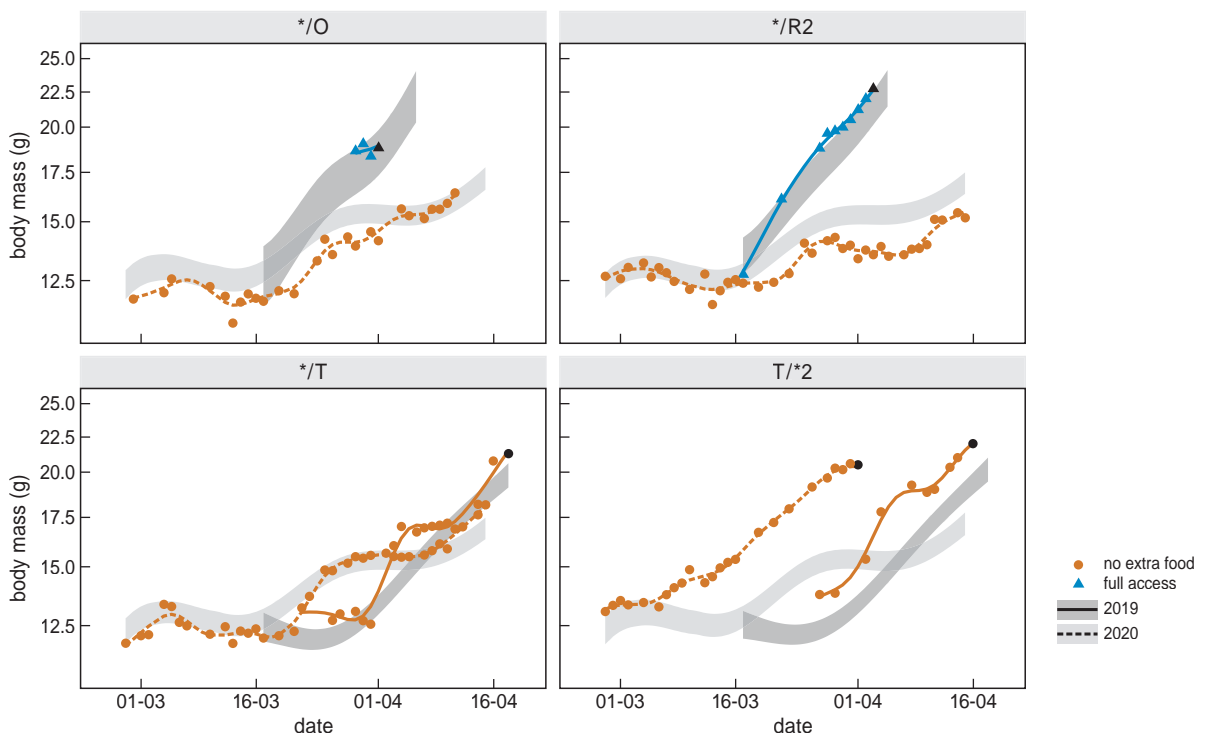 */O
*/R2
25.0
22.5
20.0
17.5
15.0
12.5
body mass (g)
*/T
T/*2
25.0
22.5
20.0
17.5
15.0
12.5
body mass (g)
01-03 16-03 01-04 16-04
01-03 16-03 01-04 16-04
date
date
no extra food
full access
2019
2020